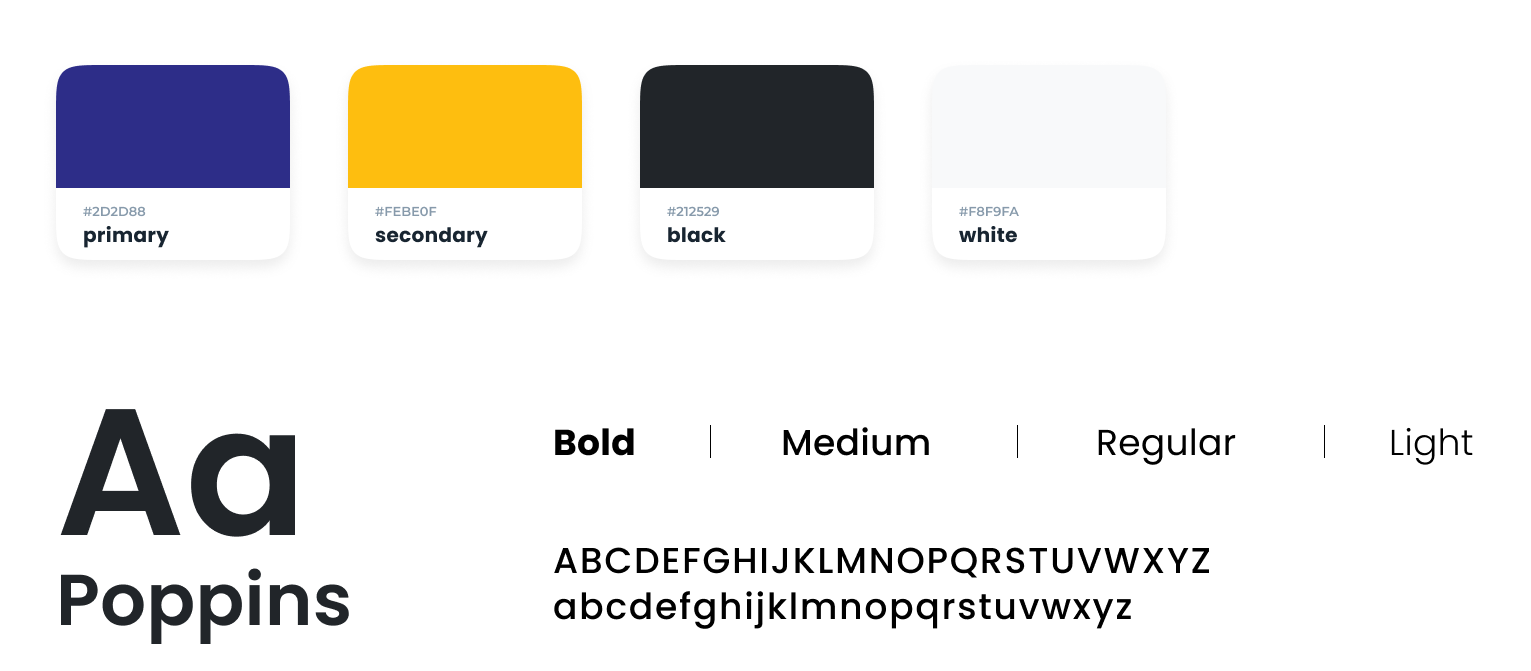 #2D2D88
primary
#FEBE0F
secondary
#212529
black
#F8F9FA
white
Aa
Poppins
Bold | Medium | Regular | Light
ABCDEFGHIJKLMNOPQRSTUVWXYZ
abcdefghijklmnopqrstuvwxyz